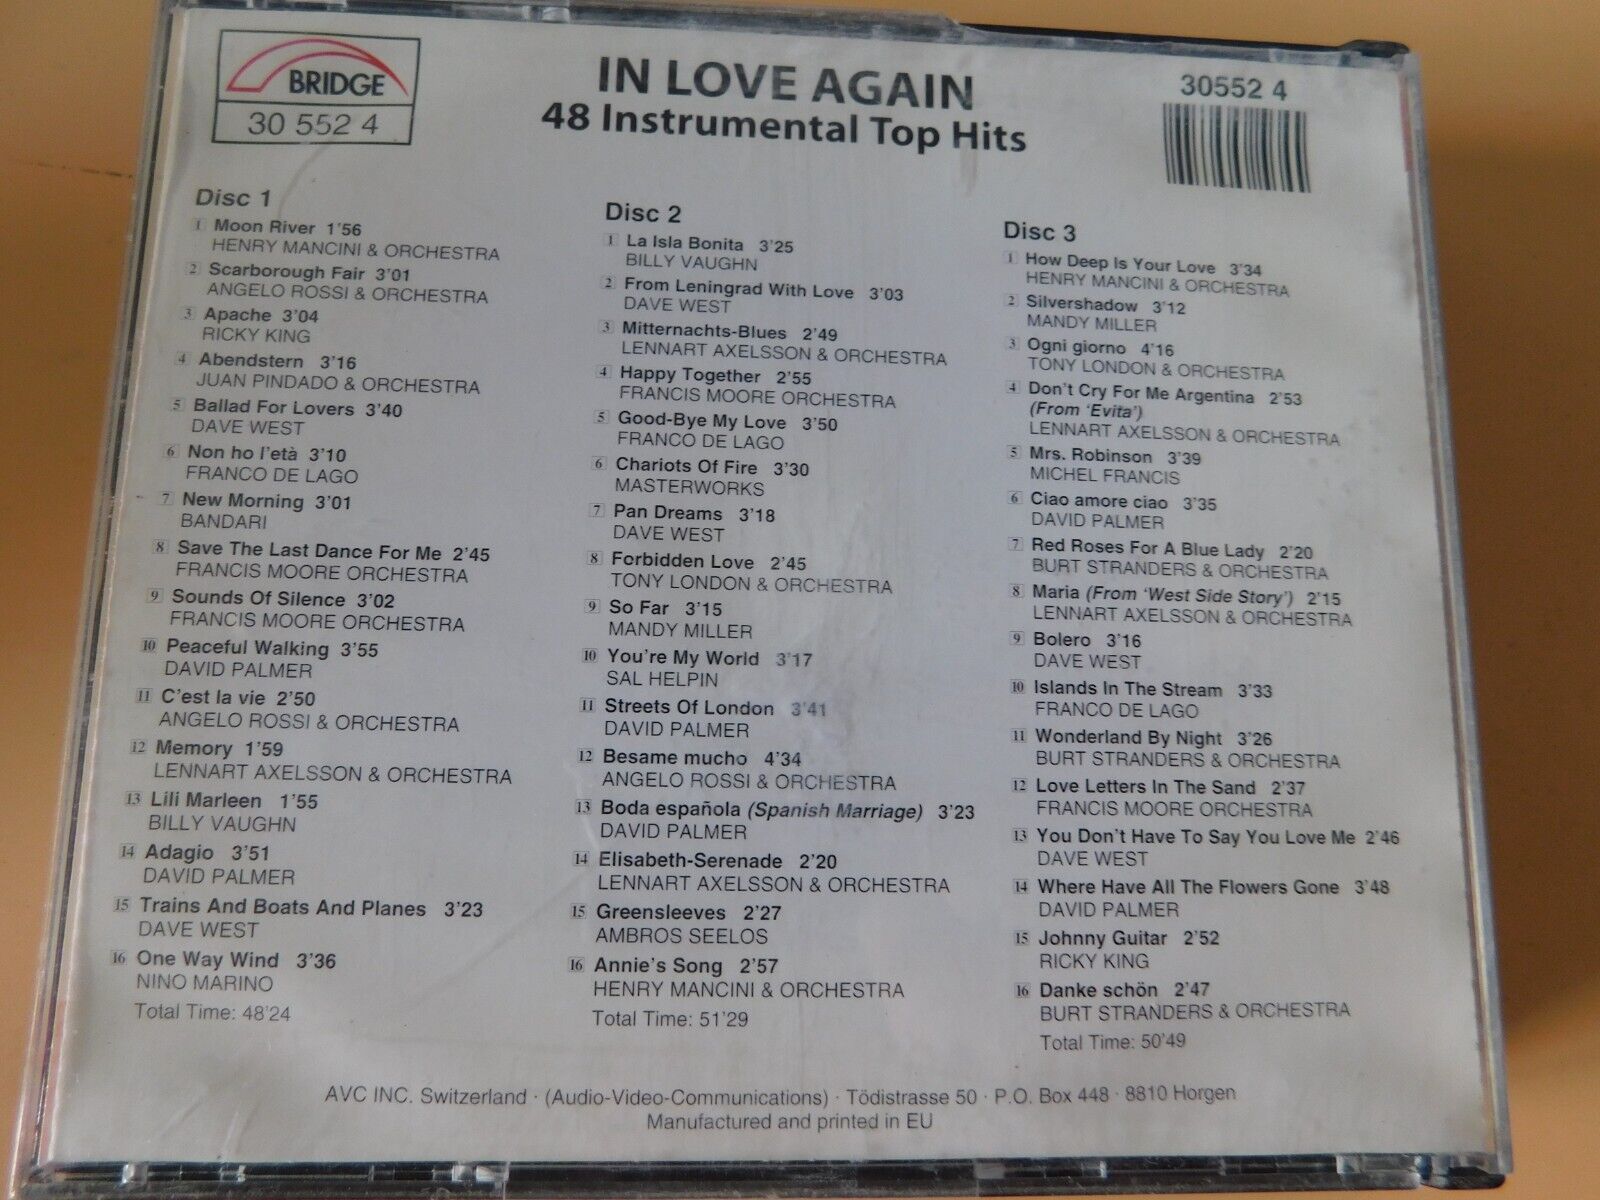 BRIDGE
30 552 4
IN LOVE AGAIN
48 Instrumental Top Hits
30552 4
Disc 1
1 Moon River 1'56
HENRY MANCINI & ORCHESTRA
2 Scarborough Fair 3'01
ANGELO ROSSI & ORCHESTRA
3 Apache 3'04
RICKY KING
4 Abendstern 3'16
JUAN PINDADO & ORCHESTRA
5 Ballad For Lovers 3'40
DAVE WEST
6 Non ho l'età 3'10
FRANCO DE LAGO
7 New Morning 3'01
BANDARI
8 Save The Last Dance For Me 2'45
FRANCIS MOORE ORCHESTRA
9 Sounds Of Silence 3'02
FRANCIS MOORE ORCHESTRA
10 Peaceful Walking 3'55
DAVID PALMER
11 C'est la vie 2'50
ANGELO ROSSI & ORCHESTRA
12 Memory 1'59
LENNART AXELSSON & ORCHESTRA
13 Lili Marleen 1'55
BILLY VAUGHN
14 Adagio 3'51
DAVID PALMER
15 Trains And Boats And Planes 3'23
DAVE WEST
16 One Way Wind 3'36
NINO MARINO
Total Time: 48'24
Disc 2
1 La Isla Bonita 3'25
BILLY VAUGHN
2 From Leningrad With Love 3'03
DAVE WEST
3 Mitternachts-Blues 2'49
LENNART AXELSSON & ORCHESTRA
4 Happy Together 2'55
FRANCIS MOORE ORCHESTRA
5 Good-Bye My Love 3'50
FRANCO DE LAGO
6 Chariots Of Fire 3'30
MASTERWORKS
7 Pan Dreams 3'18
DAVE WEST
8 Forbidden Love 2'45
TONY LONDON & ORCHESTRA
9 So Far 3'15
MANDY MILLER
10 You're My World 3'17
SAL HELPIN
11 Streets Of London 3'41
DAVID PALMER
12 Besame mucho 4'34
ANGELO ROSSI & ORCHESTRA
13 Boda española (Spanish Marriage) 3'23
DAVID PALMER
14 Elisabeth-Serenade 2'20
LENNART AXELSSON & ORCHESTRA
15 Greensleeves 2'27
AMBROS SEELOS
16 Annie's Song 2'57
HENRY MANCINI & ORCHESTRA
Total Time: 51'29
Disc 3
1 How Deep Is Your Love 3'34
HENRY MANCINI & ORCHESTRA
2 Silvershadow 3'12
MANDY MILLER
3 Ogni giorno 4'16
TONY LONDON & ORCHESTRA
4 Don't Cry For Me Argentina 2'53
(From 'Evita')
LENNART AXELSSON & ORCHESTRA
5 Mrs. Robinson 3'39
MICHEL FRANCIS
6 Ciao amore ciao 3'35
DAVID PALMER
7 Red Roses For A Blue Lady 2'20
BURT STRANDERS & ORCHESTRA
8 Maria (From 'West Side Story') 2'15
LENNART AXELSSON & ORCHESTRA
9 Bolero 3'16
DAVE WEST
10 Islands In The Stream 3'33
FRANCO DE LAGO
11 Wonderland By Night 3'26
BURT STRANDERS & ORCHESTRA
12 Love Letters In The Sand 2'37
FRANCIS MOORE ORCHESTRA
13 You Don't Have To Say You Love Me 2'46
DAVE WEST
14 Where Have All The Flowers Gone 3'48
DAVID PALMER
15 Johnny Guitar 2'52
RICKY KING
16 Danke schön 2'47
BURT STRANDERS & ORCHESTRA
Total Time: 50'49
AVC INC. Switzerland · (Audio-Video-Communications) · Tödistrasse 50 · P.O. Box 448 · 8810 Horgen
Manufactured and printed in EU